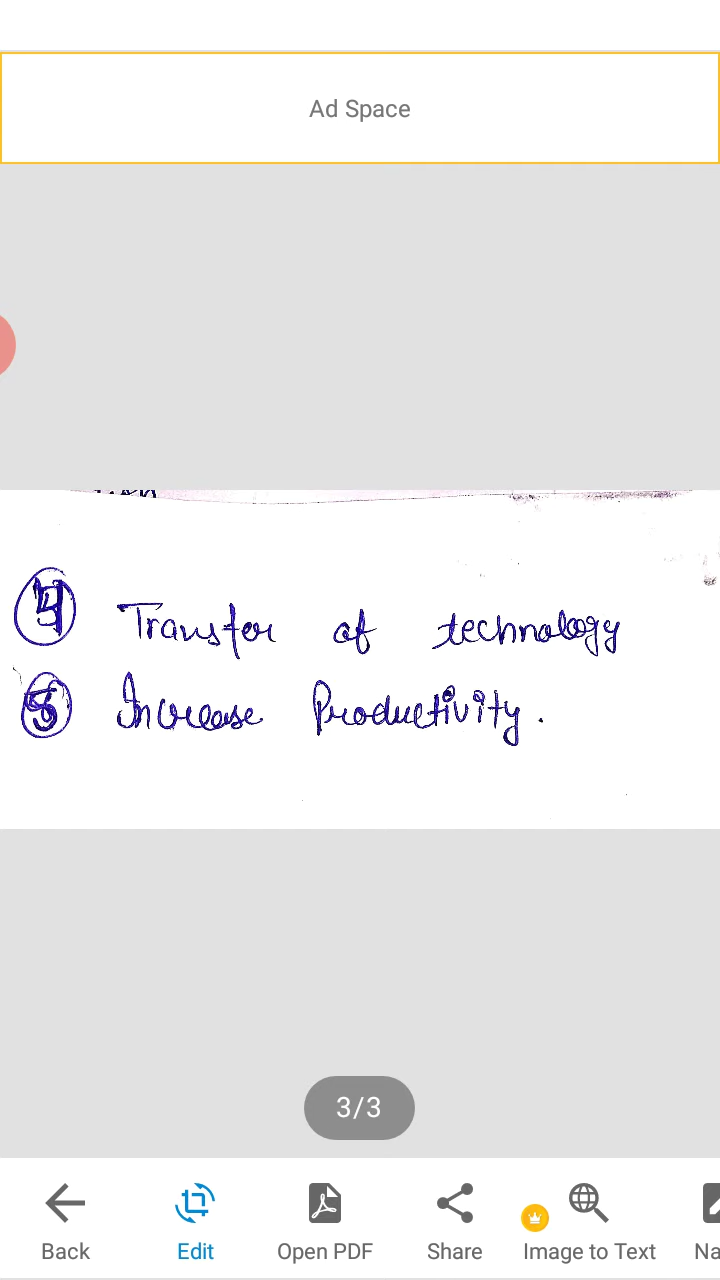 Ad Space
4 Transfer of technology
5 Increase Productivity.
3/3
Back
Edit
Open PDF
Share
Image to Text
Na